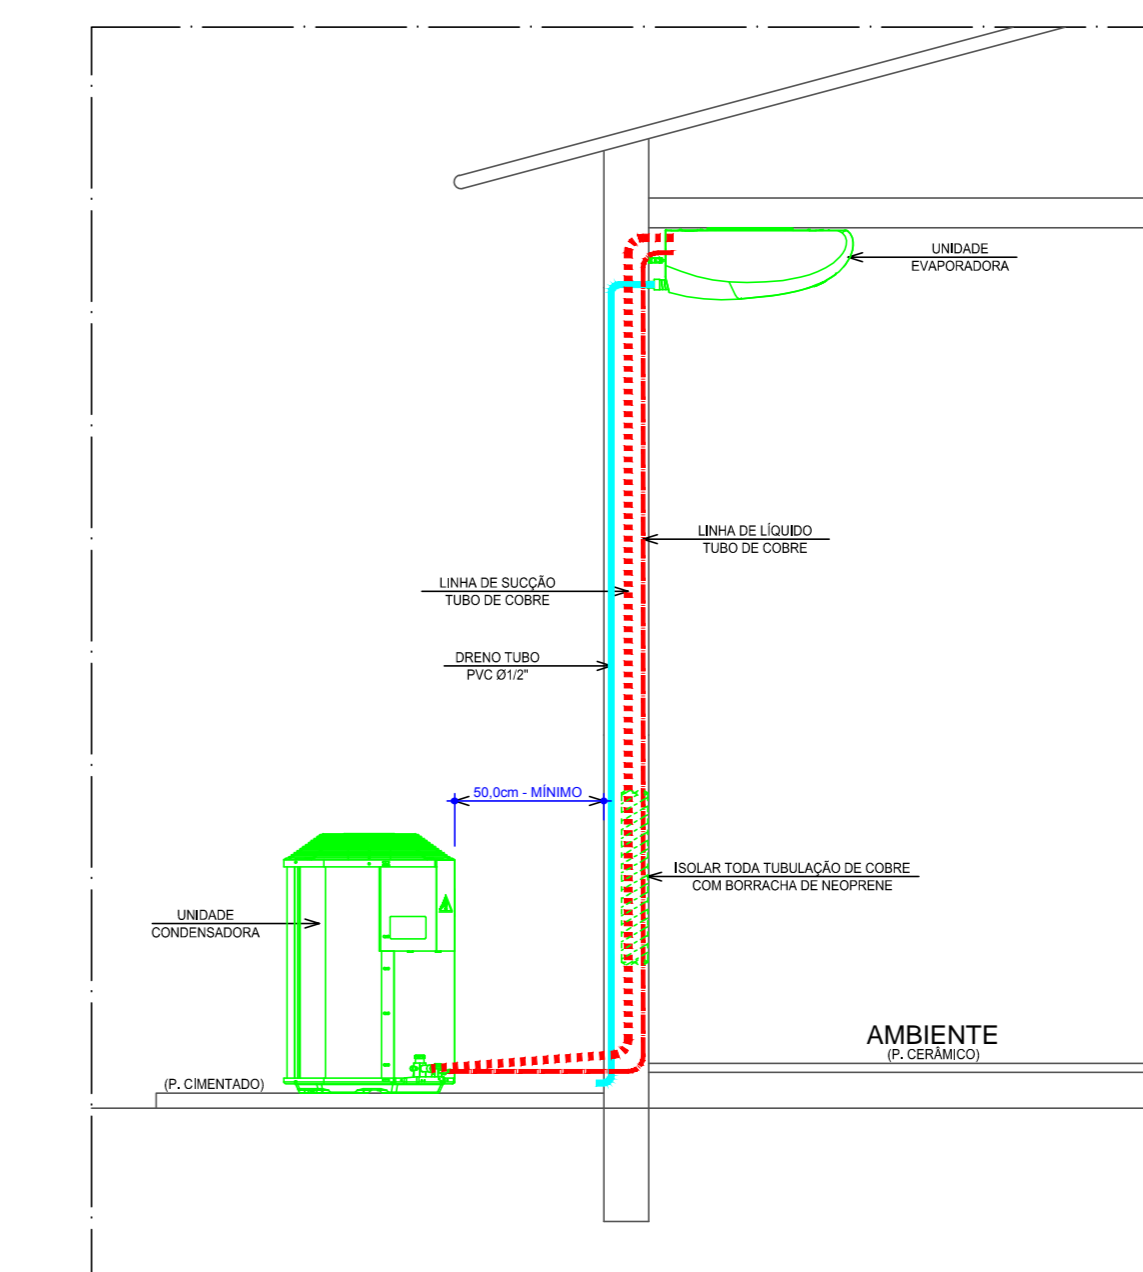 UNIDADE
EVAPORADORA
LINHA DE LÍQUIDO
TUBO DE COBRE
LINHA DE SUCÇÃO
TUBO DE COBRE
DRENO TUBO
PVC Ø1/2"
50,0cm - MÍNIMO
ISOLAR TODA TUBULAÇÃO DE COBRE
COM BORRACHA DE NEOPRENE
UNIDADE
CONDENSADORA
AMBIENTE
(P. CERÂMICO)
(P. CIMENTADO)